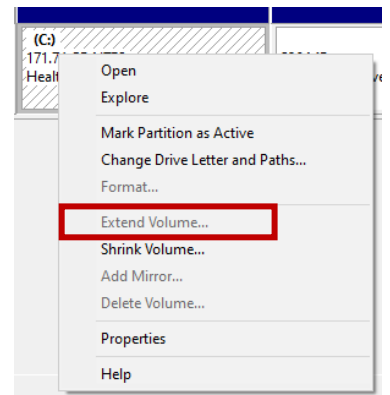 (C:)
171.7
Healt
Open
Explore
Mark Partition as Active
Change Drive Letter and Paths...
Format...
Extend Volume...
Shrink Volume...
Add Mirror...
Delete Volume...
Properties
Help